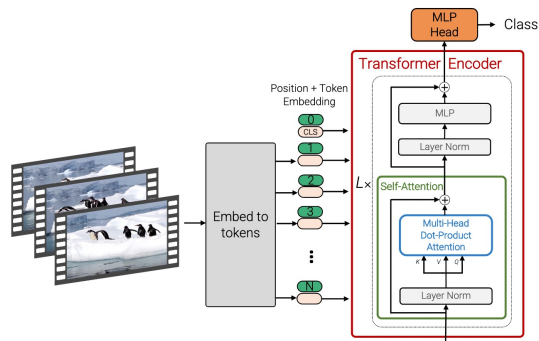 MLP
Head
Class
Transformer Encoder
Position + Token
Embedding
0
CLS
1
2
3
N
Embed to
tokens
L×
MLP
Layer Norm
Self-Attention
Multi-Head
Dot-Product
Attention
K V Q
Layer Norm